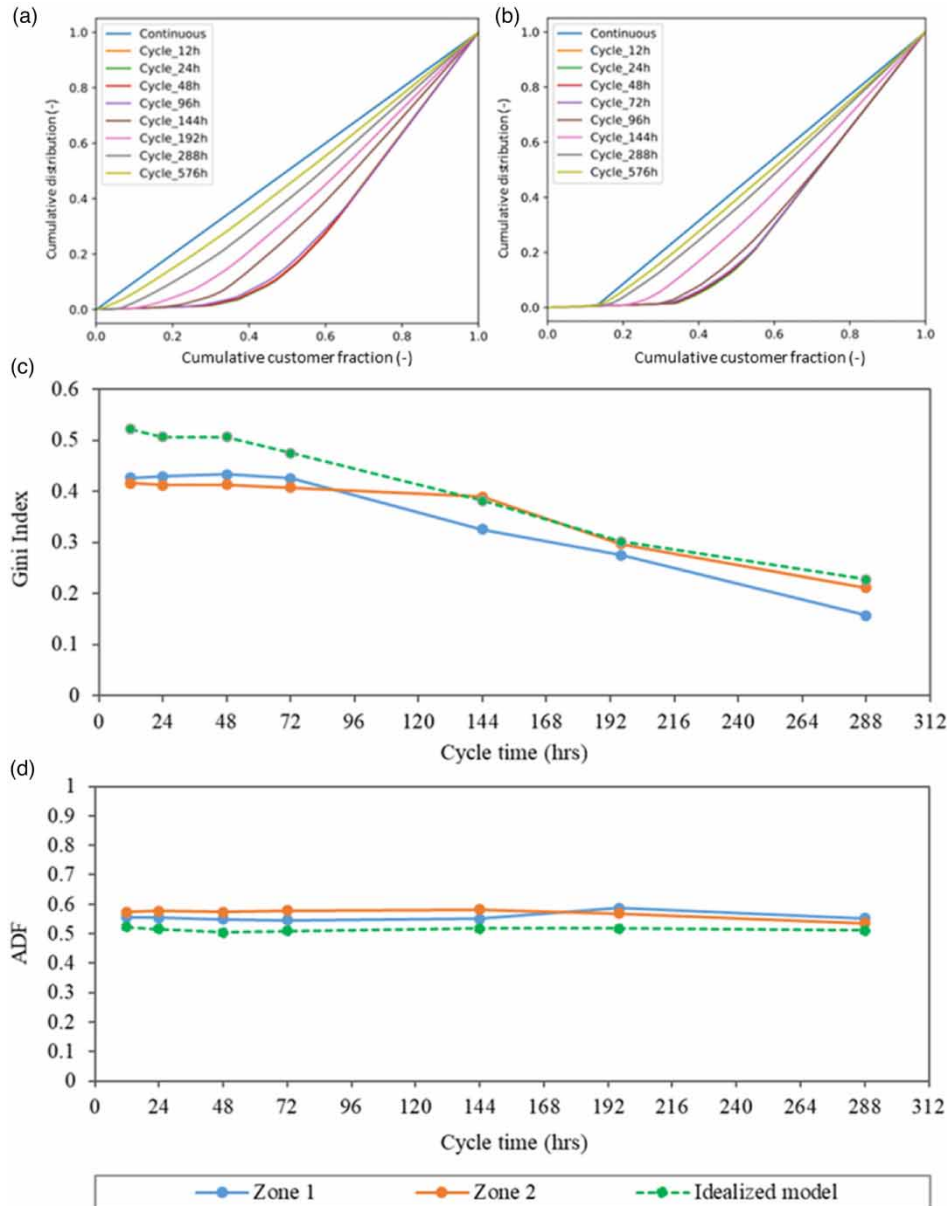 (a)
1.0
0.8
0.6
0.4
0.2
0.0
Cumulative distribution (-)
Continuous
Cycle_12h
Cycle_24h
Cycle_48h
Cycle_96h
Cycle_144h
Cycle_192h
Cycle_288h
Cycle_576h
0.0 0.2 0.4 0.6 0.8 1.0
Cumulative customer fraction (-)
(b)
1.0
0.8
0.6
0.4
0.2
0.0
Cumulative distribution (-)
Continuous
Cycle_12h
Cycle_24h
Cycle_48h
Cycle_72h
Cycle_96h
Cycle_144h
Cycle_288h
Cycle_576h
0.0 0.2 0.4 0.6 0.8 1.0
Cumulative customer fraction (-)
(c)
0.6
0.5
0.4
0.3
0.2
0.1
0
Gini Index
0 24 48 72 96 120 144 168 192 216 240 264 288 312
Cycle time (hrs)
(d)
1
0.9
0.8
0.7
0.6
0.5
0.4
0.3
0.2
0.1
0
ADF
0 24 48 72 96 120 144 168 192 216 240 264 288 312
Cycle time (hrs)
Zone 1 Zone 2 Idealized model